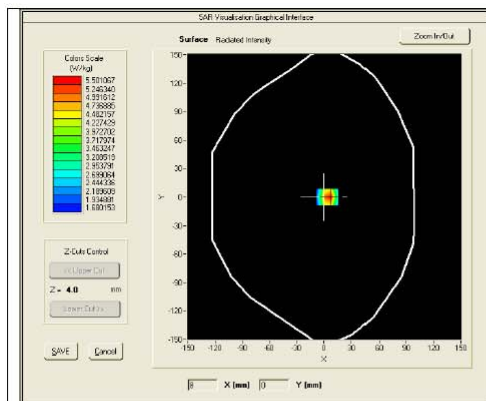 SAR Visualisation Graphical Interface
Surface Radiated Intensity
Zoom In/Out
Colors Scale
(W/kg)
5.501067
5.246340
4.991612
4.736885
4.482157
4.227429
3.972702
3.717974
3.463247
3.208519
2.953791
2.699064
2.444336
2.189609
1.934881
1.680153
Z-Cuts Control
Z = 4.0 mm
SAVE
Cancel
150
120
90
60
30
0
-30
-60
-90
-120
-150
Y
-150 -120 -90 -60 -30 0 30 60 90 120 150
X
8 X (mm) 0 Y (mm)